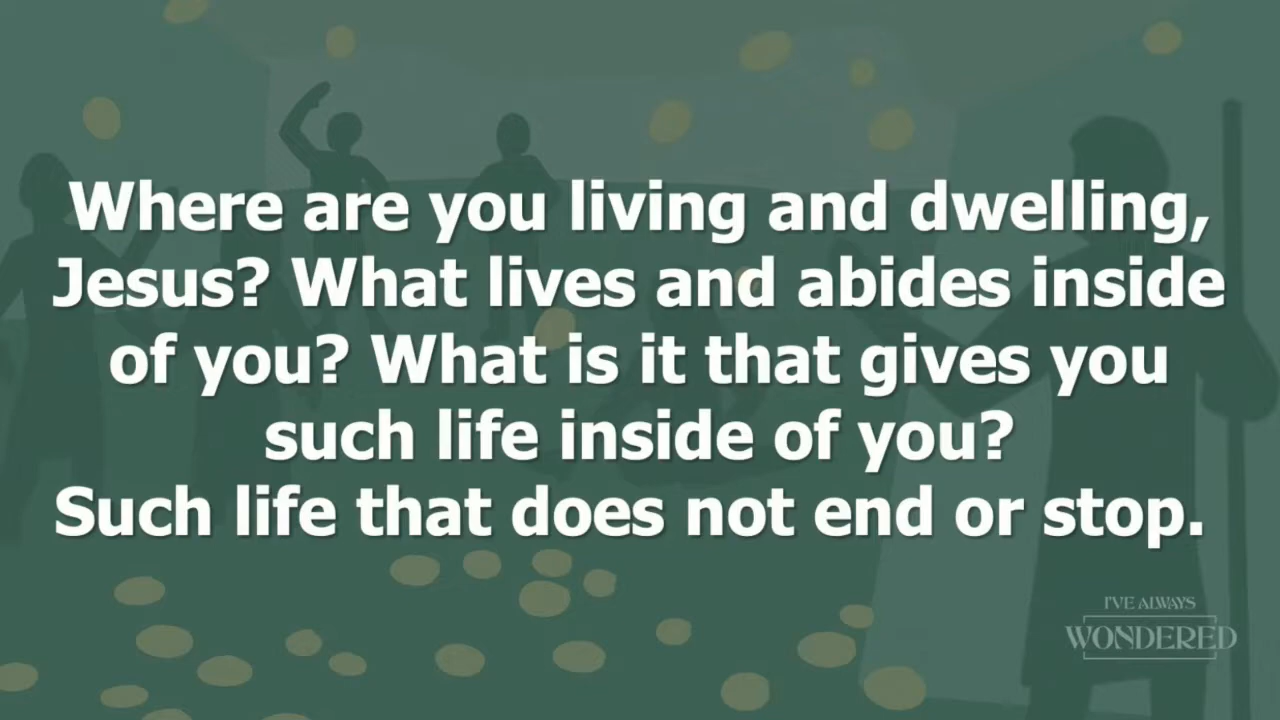 Where are you living and dwelling,
Jesus? What lives and abides inside
of you? What is it that gives you
such life inside of you?
Such life that does not end or stop.
I'VE ALWAYS
WONDERED